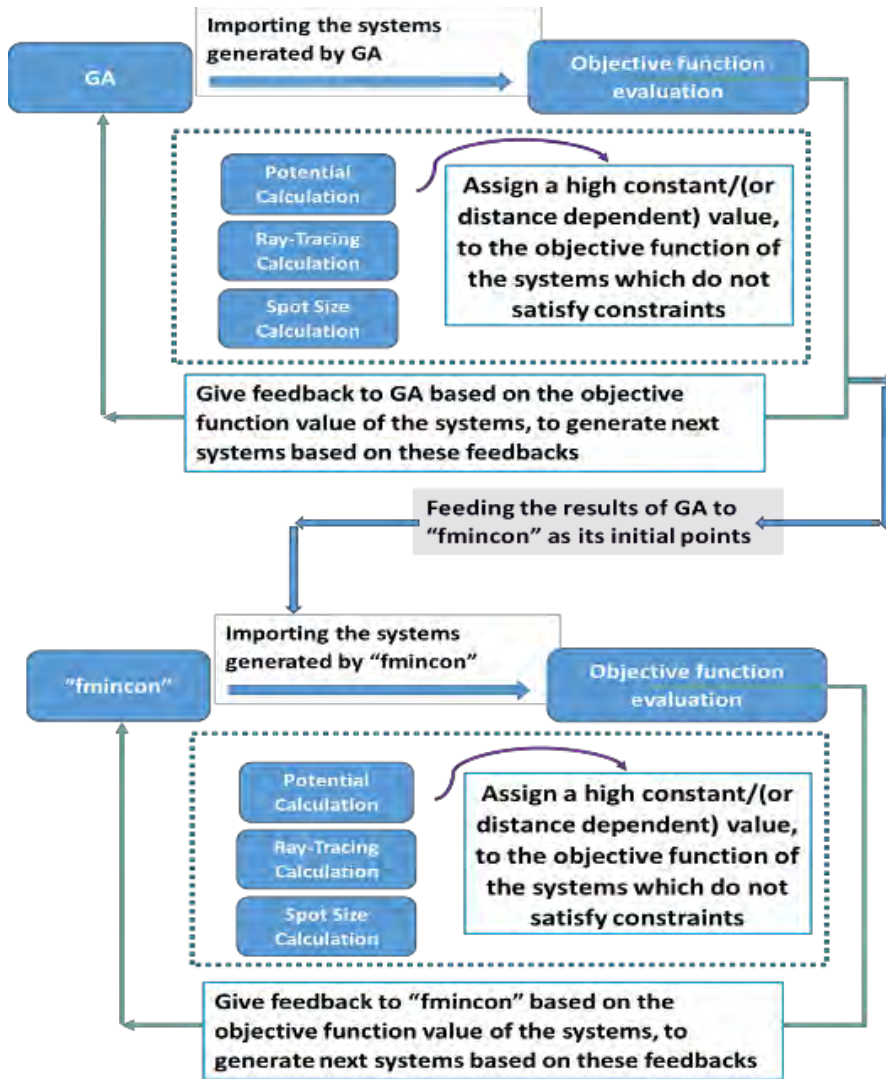 Importing the systems
generated by GA
GA
Objective function
evaluation
Potential
Calculation
Ray-Tracing
Calculation
Spot Size
Calculation
Assign a high constant/(or
distance dependent) value,
to the objective function of
the systems which do not
satisfy constraints
Give feedback to GA based on the objective
function value of the systems, to generate next
systems based on these feedbacks
Feeding the results of GA to
“fmincon” as its initial points
Importing the systems
generated by “fmincon”
“fmincon”
Objective function
evaluation
Potential
Calculation
Ray-Tracing
Calculation
Spot Size
Calculation
Assign a high constant/(or
distance dependent) value,
to the objective function of
the systems which do not
satisfy constraints
Give feedback to “fmincon” based on the
objective function value of the systems, to
generate next systems based on these feedbacks